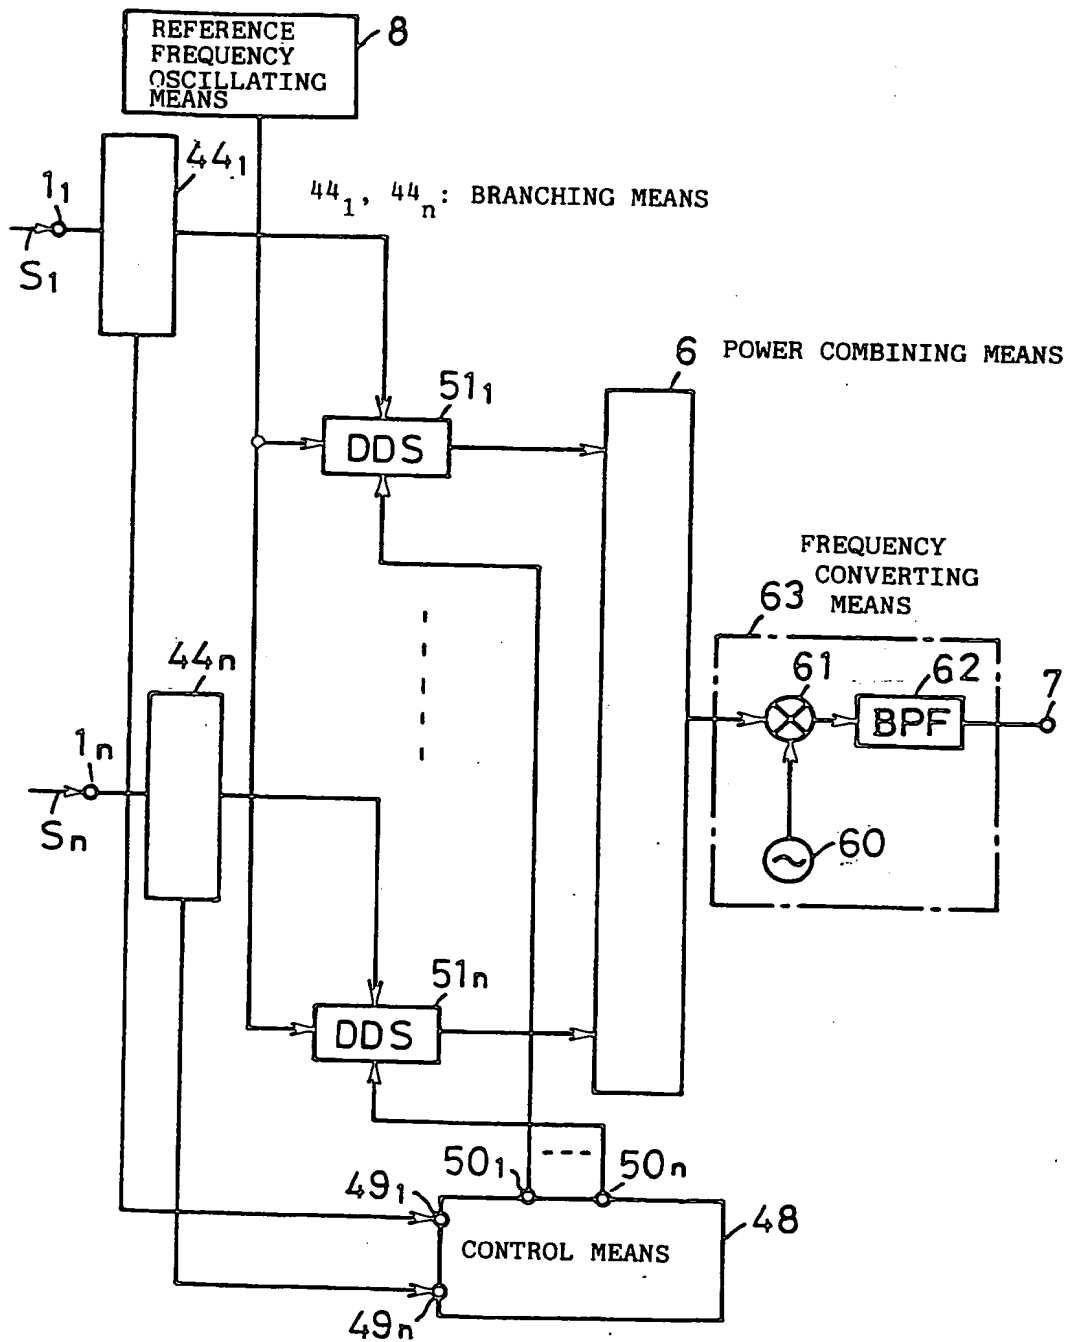 REFERENCE
FREQUENCY
OSCILLATING
MEANS
8
44₁
1₁
44₁, 44ₙ: BRANCHING MEANS
S₁
6 POWER COMBINING MEANS
51₁
DDS
FREQUENCY
CONVERTING
MEANS
63
44n
61
62
7
BPF
1n
Sn
60
51n
DDS
50₁
50n
49₁
48
CONTROL MEANS
49n